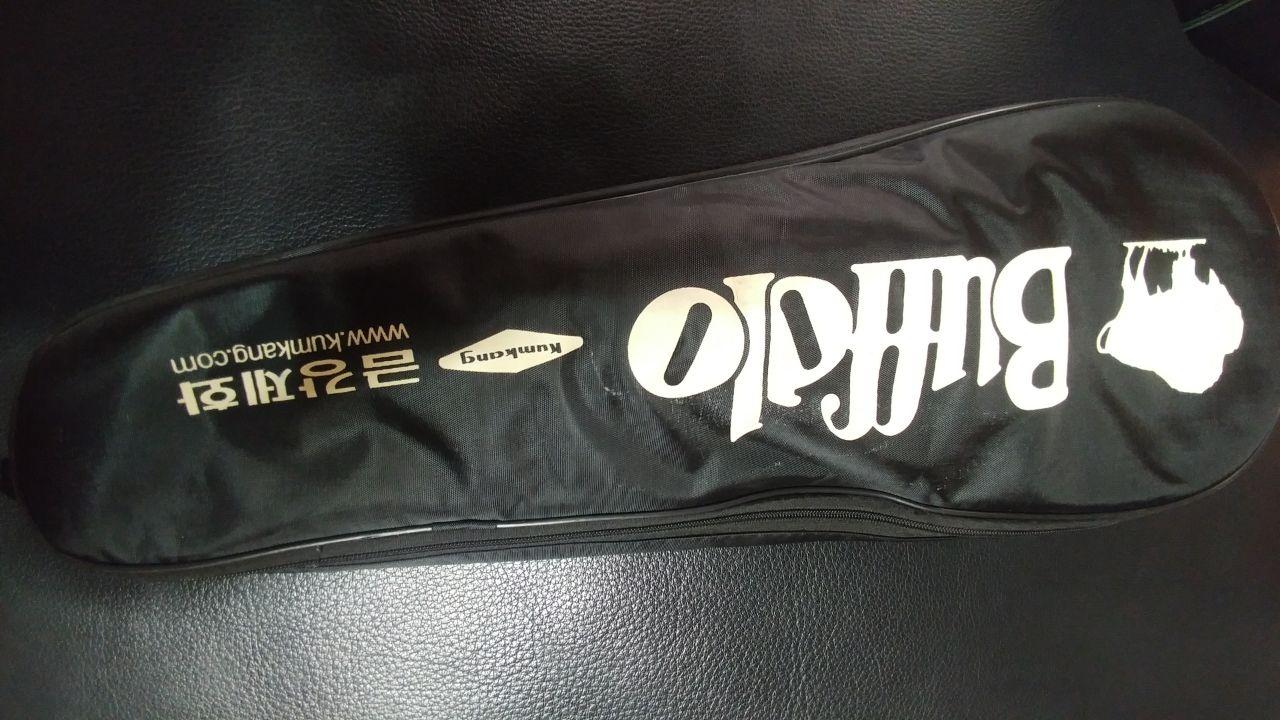 Buffalo
Kumkang
금강제화
www.kumkang.com